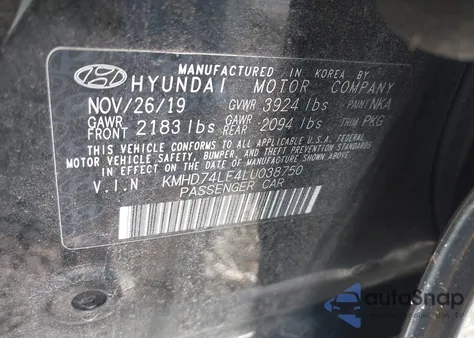 MANUFACTURED IN KOREA BY
HYUNDAI MOTOR COMPANY
NOV/26/19 GVWR 3924 lbs PAINT NKA
GAWR FRONT 2183 lbs GAWR REAR 2094 lbs TRIM PKG
THIS VEHICLE CONFORMS TO ALL APPLICABLE U.S.A. FEDERAL
MOTOR VEHICLE SAFETY, BUMPER, AND THEFT PREVENTION STANDARDS
IN EFFECT ON THE DATE OF MANUFACTURE SHOWN ABOVE.
V.I.N KMHD74LF4LU038750
PASSENGER CAR
autoSnap
www.autosnap